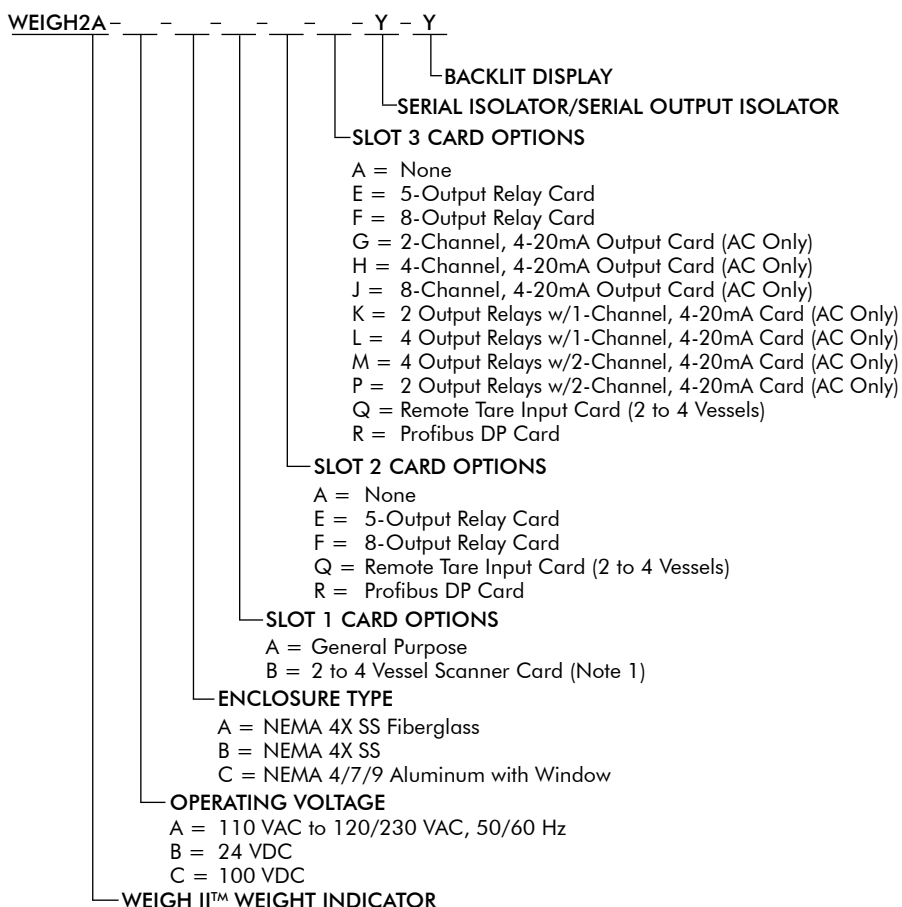 WEIGH2A- – – – – – Y – Y
BACKLIT DISPLAY
SERIAL ISOLATOR/SERIAL OUTPUT ISOLATOR
SLOT 3 CARD OPTIONS
A = None
E = 5-Output Relay Card
F = 8-Output Relay Card
G = 2-Channel, 4-20mA Output Card (AC Only)
H = 4-Channel, 4-20mA Output Card (AC Only)
J = 8-Channel, 4-20mA Output Card (AC Only)
K = 2 Output Relays w/1-Channel, 4-20mA Card (AC Only)
L = 4 Output Relays w/1-Channel, 4-20mA Card (AC Only)
M = 4 Output Relays w/2-Channel, 4-20mA Card (AC Only)
P = 2 Output Relays w/2-Channel, 4-20mA Card (AC Only)
Q = Remote Tare Input Card (2 to 4 Vessels)
R = Profibus DP Card
SLOT 2 CARD OPTIONS
A = None
E = 5-Output Relay Card
F = 8-Output Relay Card
Q = Remote Tare Input Card (2 to 4 Vessels)
R = Profibus DP Card
SLOT 1 CARD OPTIONS
A = General Purpose
B = 2 to 4 Vessel Scanner Card (Note 1)
ENCLOSURE TYPE
A = NEMA 4X SS Fiberglass
B = NEMA 4X SS
C = NEMA 4/7/9 Aluminum with Window
OPERATING VOLTAGE
A = 110 VAC to 120/230 VAC, 50/60 Hz
B = 24 VDC
C = 100 VDC
WEIGH II™ WEIGHT INDICATOR